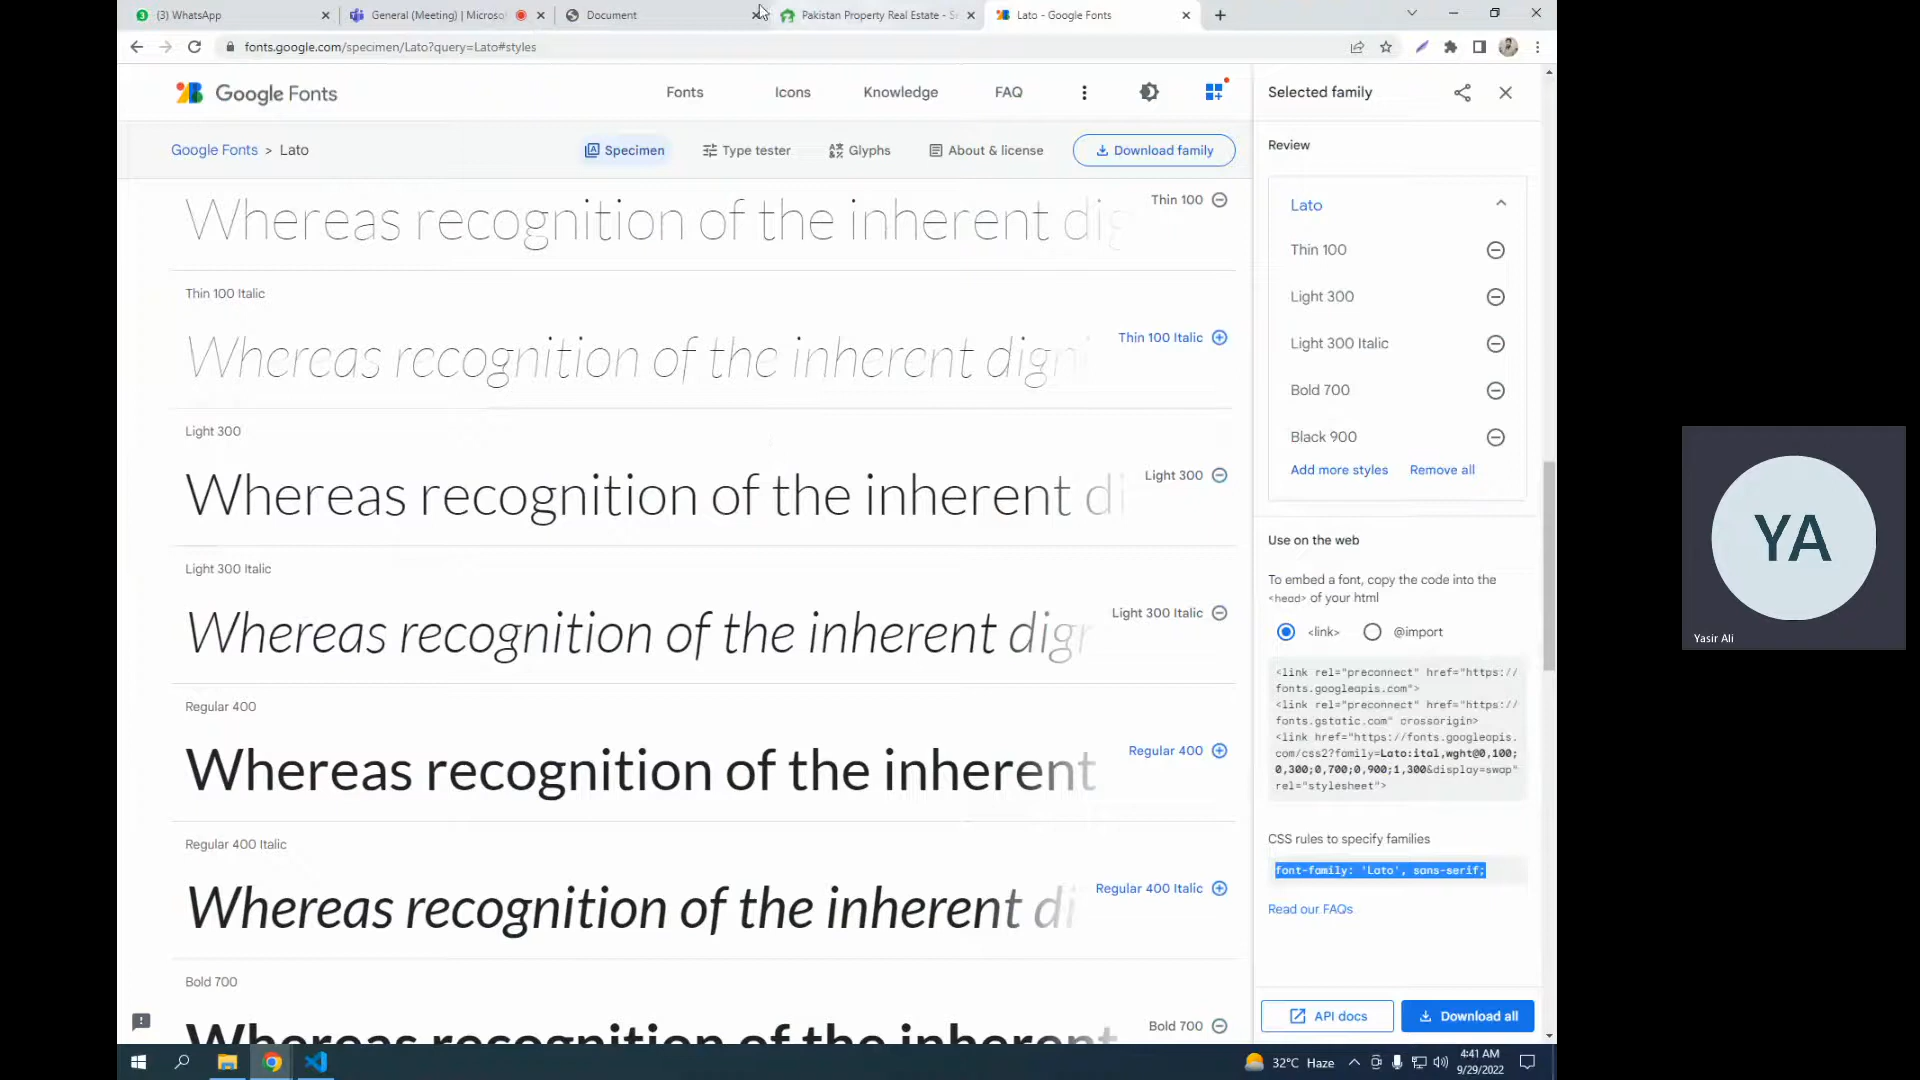 (3) WhatsApp
General (Meeting) | Microso
Document
Pakistan Property Real Estate - S
Lato - Google Fonts
fonts.google.com/specimen/Lato?query=Lato#styles
Google Fonts
Fonts
Icons
Knowledge
FAQ
Selected family
Google Fonts > Lato
Specimen
Type tester
Glyphs
About & license
Download family
Review
Whereas recognition of the inherent dig
Thin 100
Thin 100 Italic
Whereas recognition of the inherent digni
Thin 100 Italic
Light 300
Whereas recognition of the inherent di
Light 300
Light 300 Italic
Whereas recognition of the inherent digr
Light 300 Italic
Regular 400
Whereas recognition of the inherent
Regular 400
Regular 400 Italic
Whereas recognition of the inherent di
Regular 400 Italic
Bold 700
Whereas recognition of the inherent
Bold 700
Lato
Thin 100
Light 300
Light 300 Italic
Bold 700
Black 900
Add more styles
Remove all
Use on the web
To embed a font, copy the code into the
<head> of your html
<link>
@import
<link rel="preconnect" href="https://
fonts.googleapis.com">
<link rel="preconnect" href="https://
fonts.gstatic.com" crossorigin>
<link href="https://fonts.googleapis.
com/css2?family=Lato:ital,wght@0,100;
0,300;0,700;0,900;1,300&display=swap"
rel="stylesheet">
CSS rules to specify families
font-family: 'Lato', sans-serif;
Read our FAQs
API docs
Download all
32°C Haze
4:41 AM
9/29/2022
YA
Yasir Ali